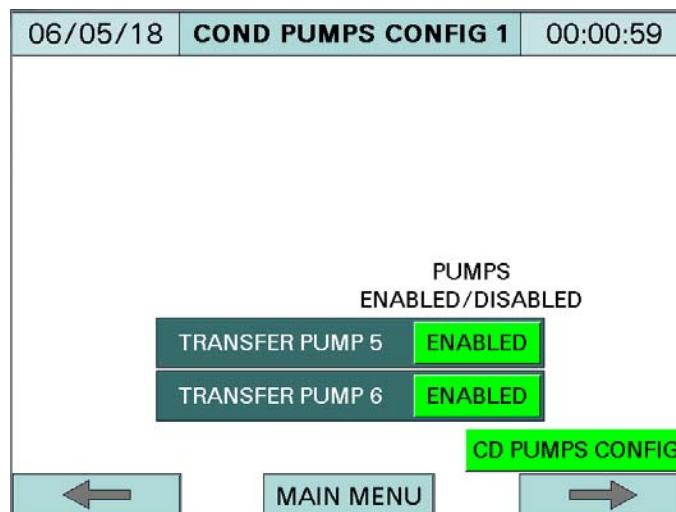 06/05/18 COND PUMPS CONFIG 1 00:00:59
PUMPS
ENABLED/DISABLED
TRANSFER PUMP 5 ENABLED
TRANSFER PUMP 6 ENABLED
CD PUMPS CONFIG
MAIN MENU